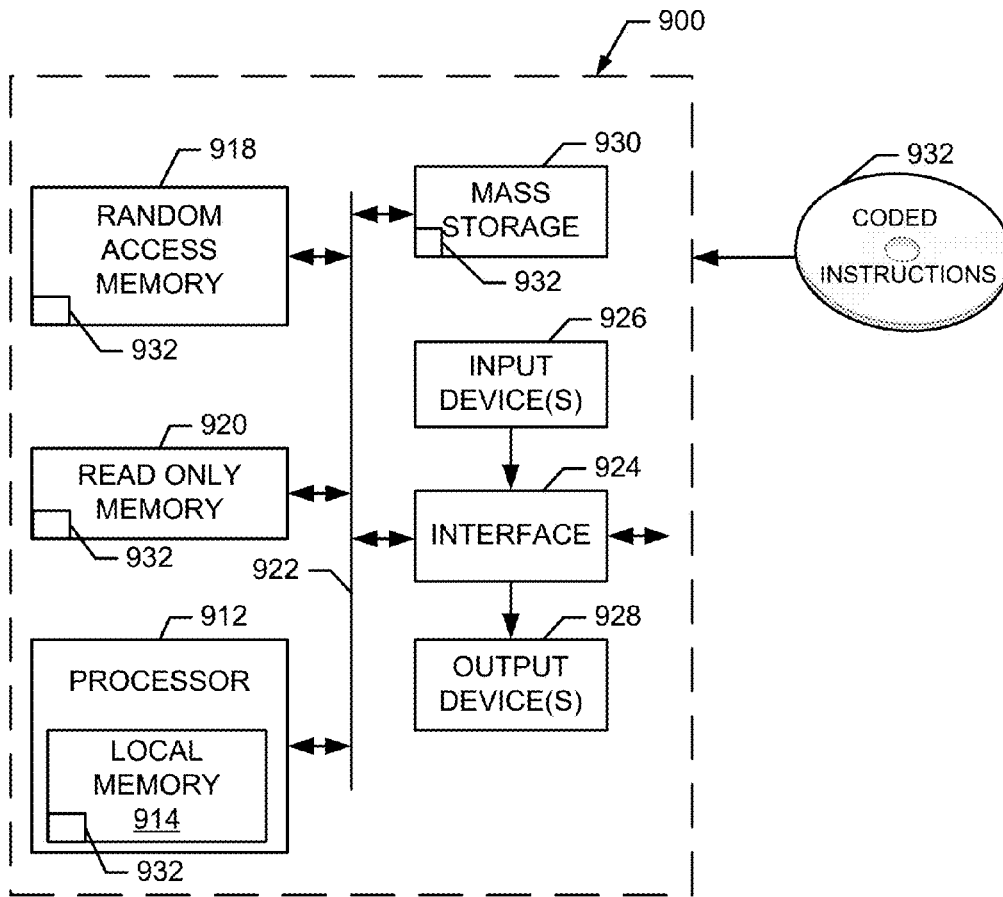 900
918
RANDOM
ACCESS
MEMORY
932
930
MASS
STORAGE
932
932
CODED
INSTRUCTIONS
926
INPUT
DEVICE(S)
920
READ ONLY
MEMORY
932
924
INTERFACE
922
912
PROCESSOR
LOCAL
MEMORY
914
932
928
OUTPUT
DEVICE(S)